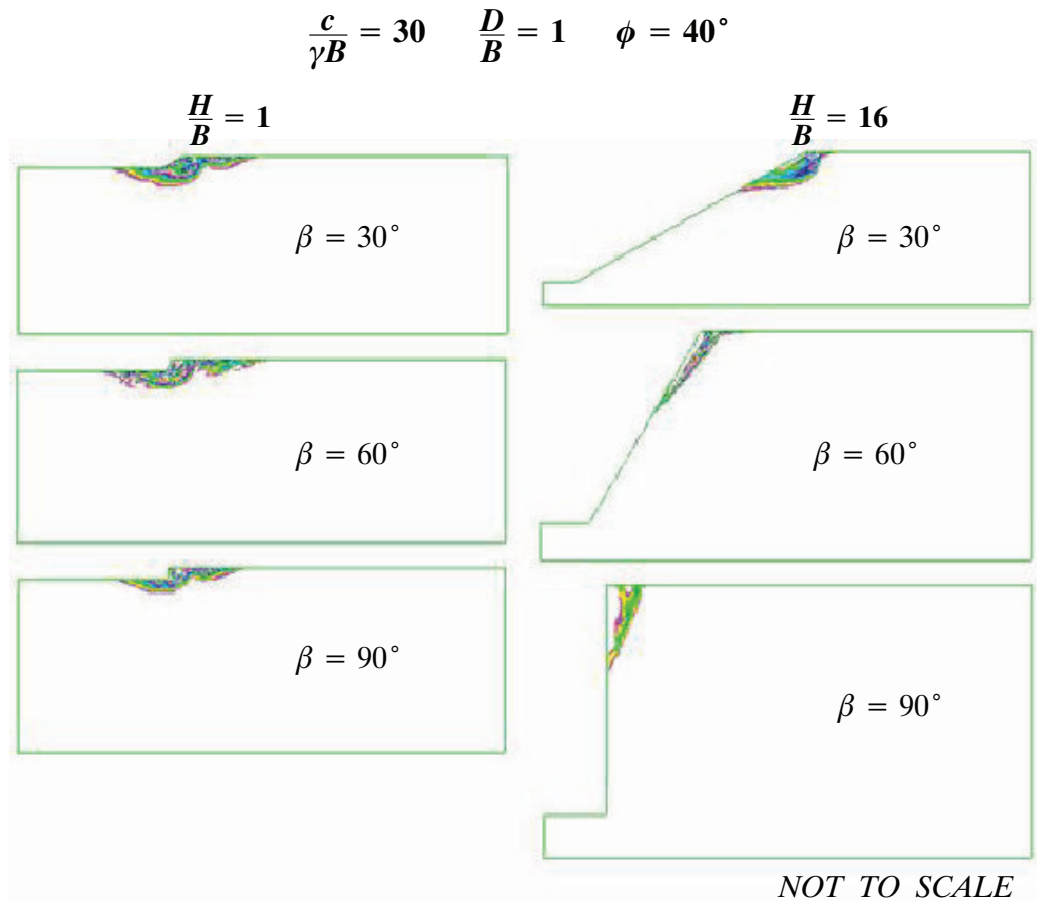 c/γB = 30 D/B = 1 ϕ = 40°
H/B = 1
β = 30°
β = 60°
β = 90°
H/B = 16
β = 30°
β = 60°
β = 90°
NOT TO SCALE